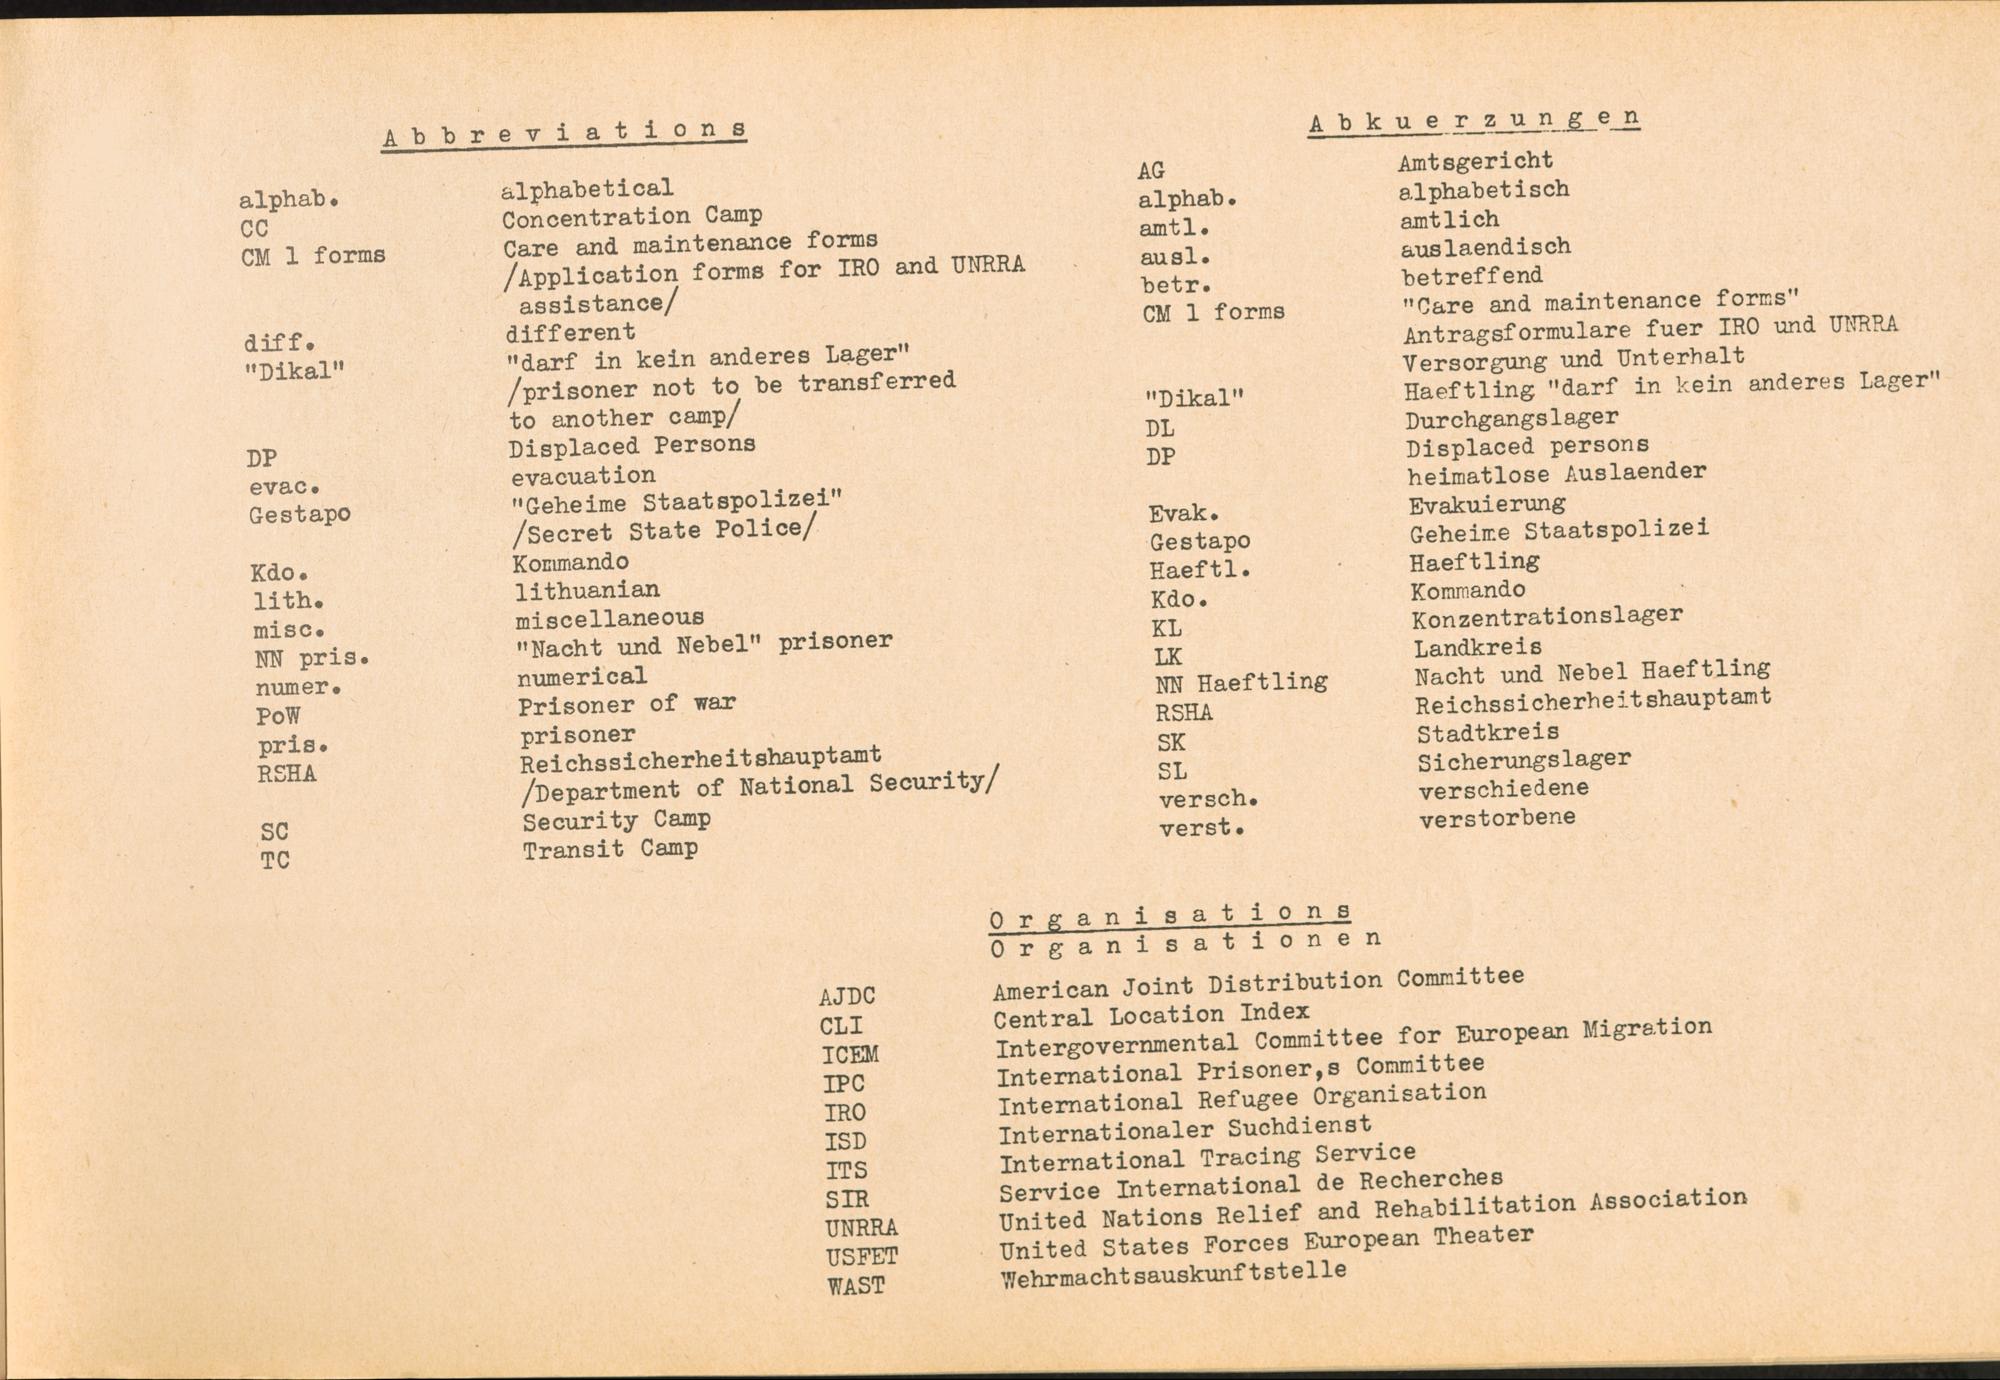 Abbreviations
alphab. alphabetical
CC Concentration Camp
CM 1 forms Care and maintenance forms
/Application forms for IRO and UNRRA
assistance/
diff. different
"Dikal" "darf in kein anderes Lager"
/prisoner not to be transferred
to another camp/
DP Displaced Persons
evac. evacuation
Gestapo "Geheime Staatspolizei"
/Secret State Police/
Kdo. Kommando
lith. lithuanian
misc. miscellaneous
NN pris. "Nacht und Nebel" prisoner
numer. numerical
PoW Prisoner of war
pris. prisoner
RSHA Reichssicherheitshauptamt
/Department of National Security/
SC Security Camp
TC Transit Camp
Abkuerzungen
AG Amtsgericht
alphab. alphabetisch
amtl. amtlich
ausl. auslaendisch
betr. betreffend
CM 1 forms "Care and maintenance forms"
Antragsformulare fuer IRO und UNRRA
Versorgung und Unterhalt
"Dikal" Haeftling "darf in kein anderes Lager"
DL Durchgangslager
DP Displaced persons
heimatlose Auslaender
Evak. Evakuierung
Gestapo Geheime Staatspolizei
Haeftl. Haeftling
Kdo. Kommando
KL Konzentrationslager
LK Landkreis
NN Haeftling Nacht und Nebel Haeftling
RSHA Reichssicherheitshauptamt
SK Stadtkreis
SL Sicherungslager
versch. verschiedene
verst. verstorbene
Organisations
Organisationen
AJDC American Joint Distribution Committee
CLI Central Location Index
ICEM Intergovernmental Committee for European Migration
IPC International Prisoner,s Committee
IRO International Refugee Organisation
ISD Internationaler Suchdienst
ITS International Tracing Service
SIR Service International de Recherches
UNRRA United Nations Relief and Rehabilitation Association
USFET United States Forces European Theater
WAST Wehrmachtsauskunftstelle